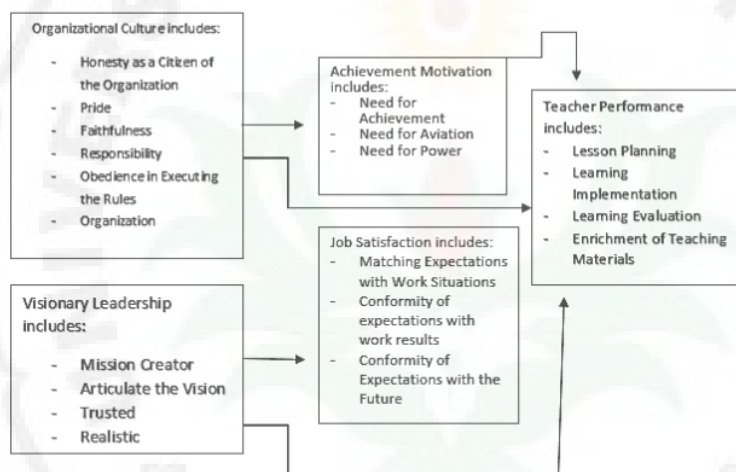 Organizational Culture includes:
- Honesty as a Citizen of
the Organization
- Pride
- Faithfulness
- Responsibility
- Obedience in Executing
the Rules
- Organization
Achievement Motivation
includes:
- Need for
Achievement
- Need for Aviation
- Need for Power
Teacher Performance
includes:
- Lesson Planning
- Learning
Implementation
- Learning Evaluation
- Enrichment of Teaching
Materials
Job Satisfaction includes:
- Matching Expectations
with Work Situations
- Conformity of
expectations with
work results
- Conformity of
Expectations with the
Future
Visionary Leadership
includes:
- Mission Creator
- Articulate the Vision
- Trusted
- Realistic